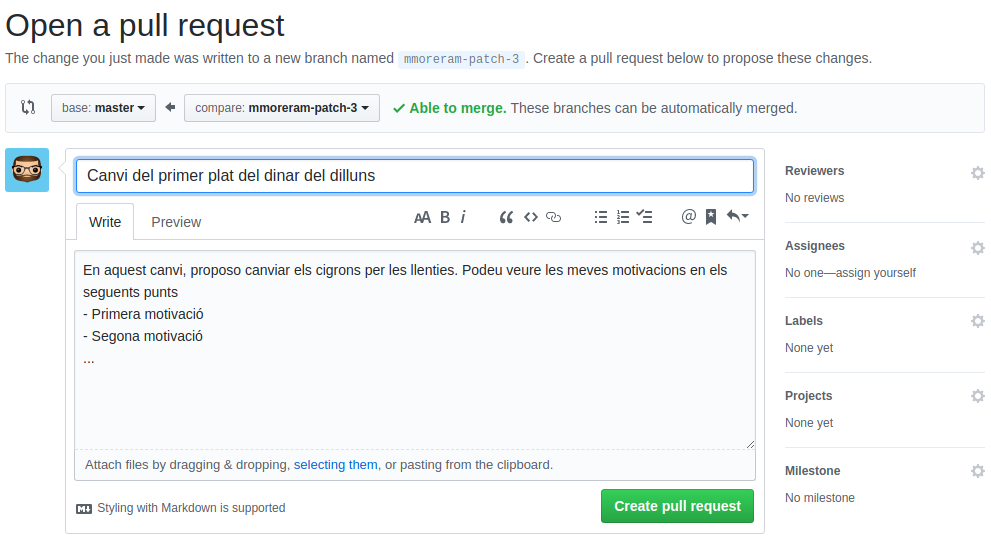 Open a pull request
The change you just made was written to a new branch named mmoreram-patch-3. Create a pull request below to propose these changes.
base: master compare: mmoreram-patch-3 Able to merge. These branches can be automatically merged.
Canvi del primer plat del dinar del dilluns
Write Preview AA B i @
En aquest canvi, proposo canviar els cigrons per les llenties. Podeu veure les meves motivacions en els
seguents punts
- Primera motivació
- Segona motivació
...
Attach files by dragging & dropping, selecting them, or pasting from the clipboard.
Styling with Markdown is supported
Create pull request
Reviewers
No reviews
Assignees
No one—assign yourself
Labels
None yet
Projects
None yet
Milestone
No milestone